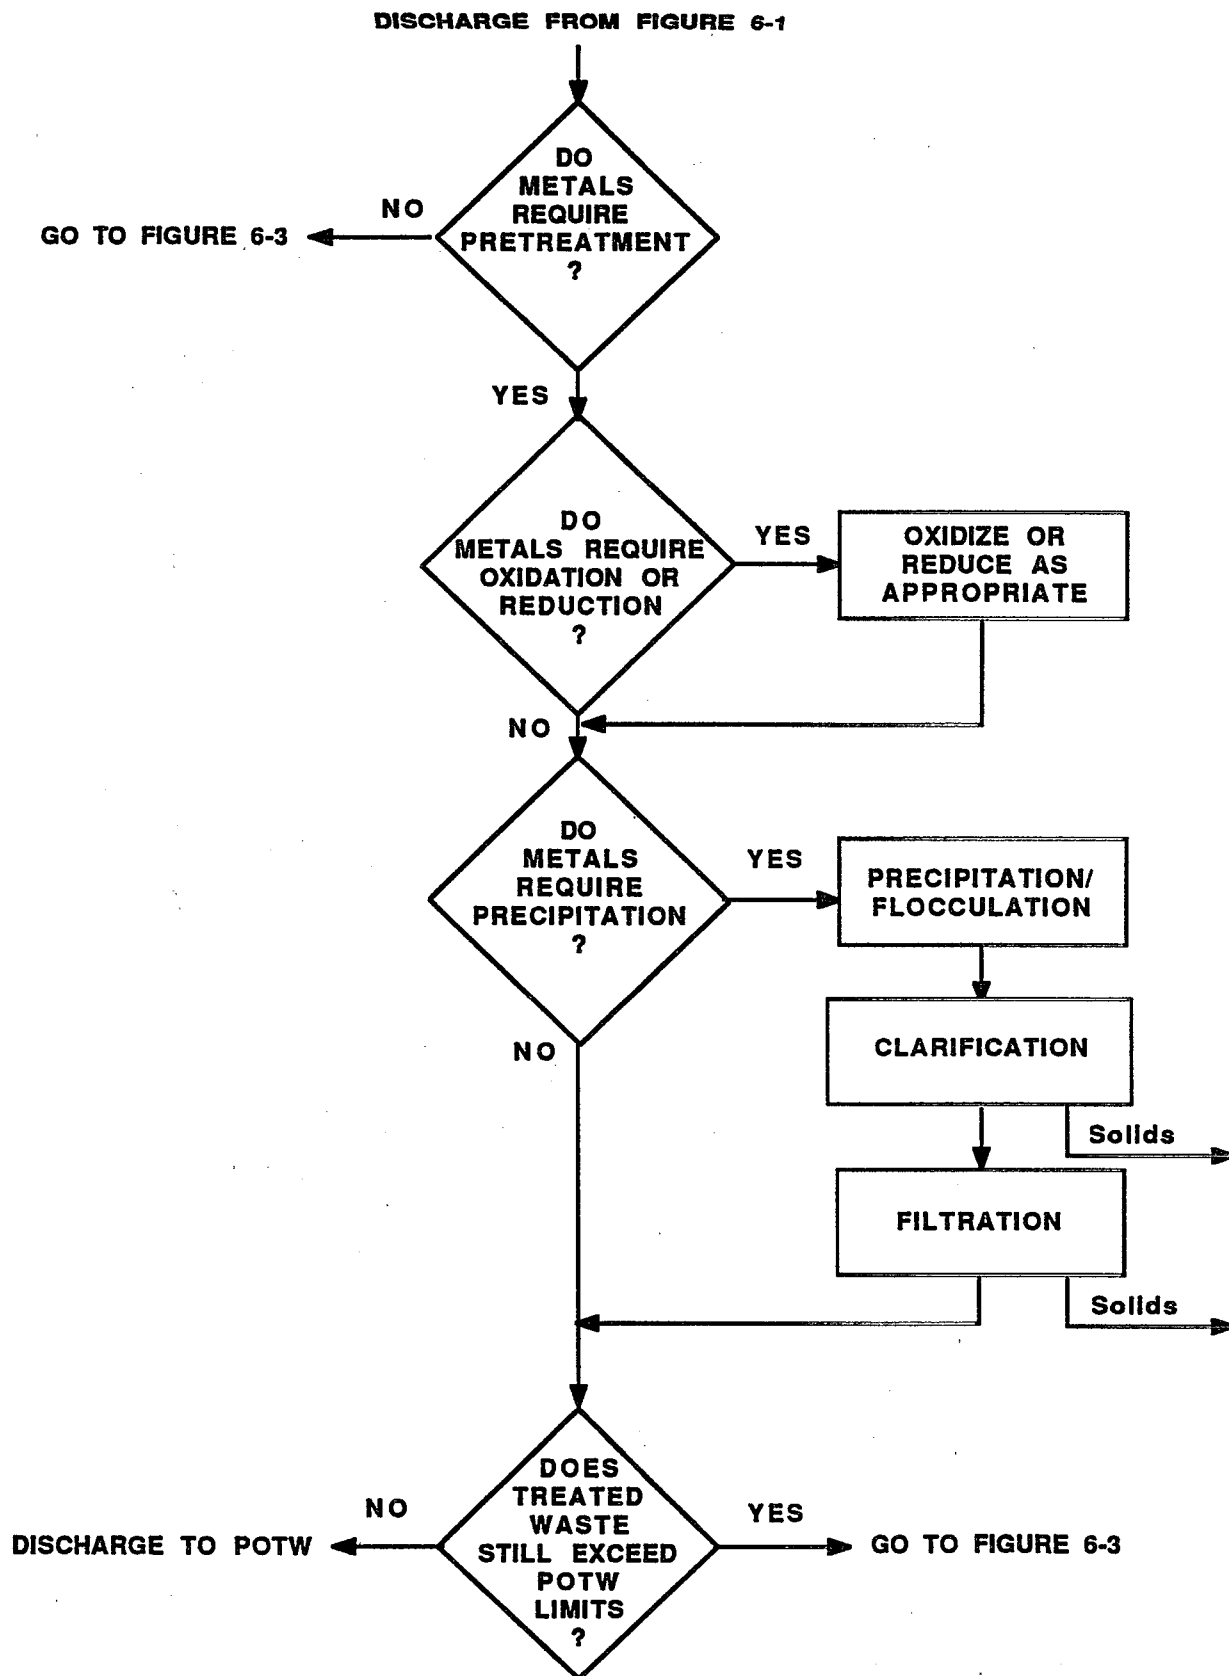 DISCHARGE FROM FIGURE 6-1
DO
METALS
REQUIRE
PRETREATMENT
?
NO
GO TO FIGURE 6-3
YES
DO
METALS REQUIRE
OXIDATION OR
REDUCTION
?
YES
OXIDIZE OR
REDUCE AS
APPROPRIATE
NO
DO
METALS
REQUIRE
PRECIPITATION
?
YES
PRECIPITATION/
FLOCCULATION
NO
CLARIFICATION
Solids
FILTRATION
Solids
DOES
TREATED
WASTE
STILL EXCEED
POTW
LIMITS
?
NO
DISCHARGE TO POTW
YES
GO TO FIGURE 6-3